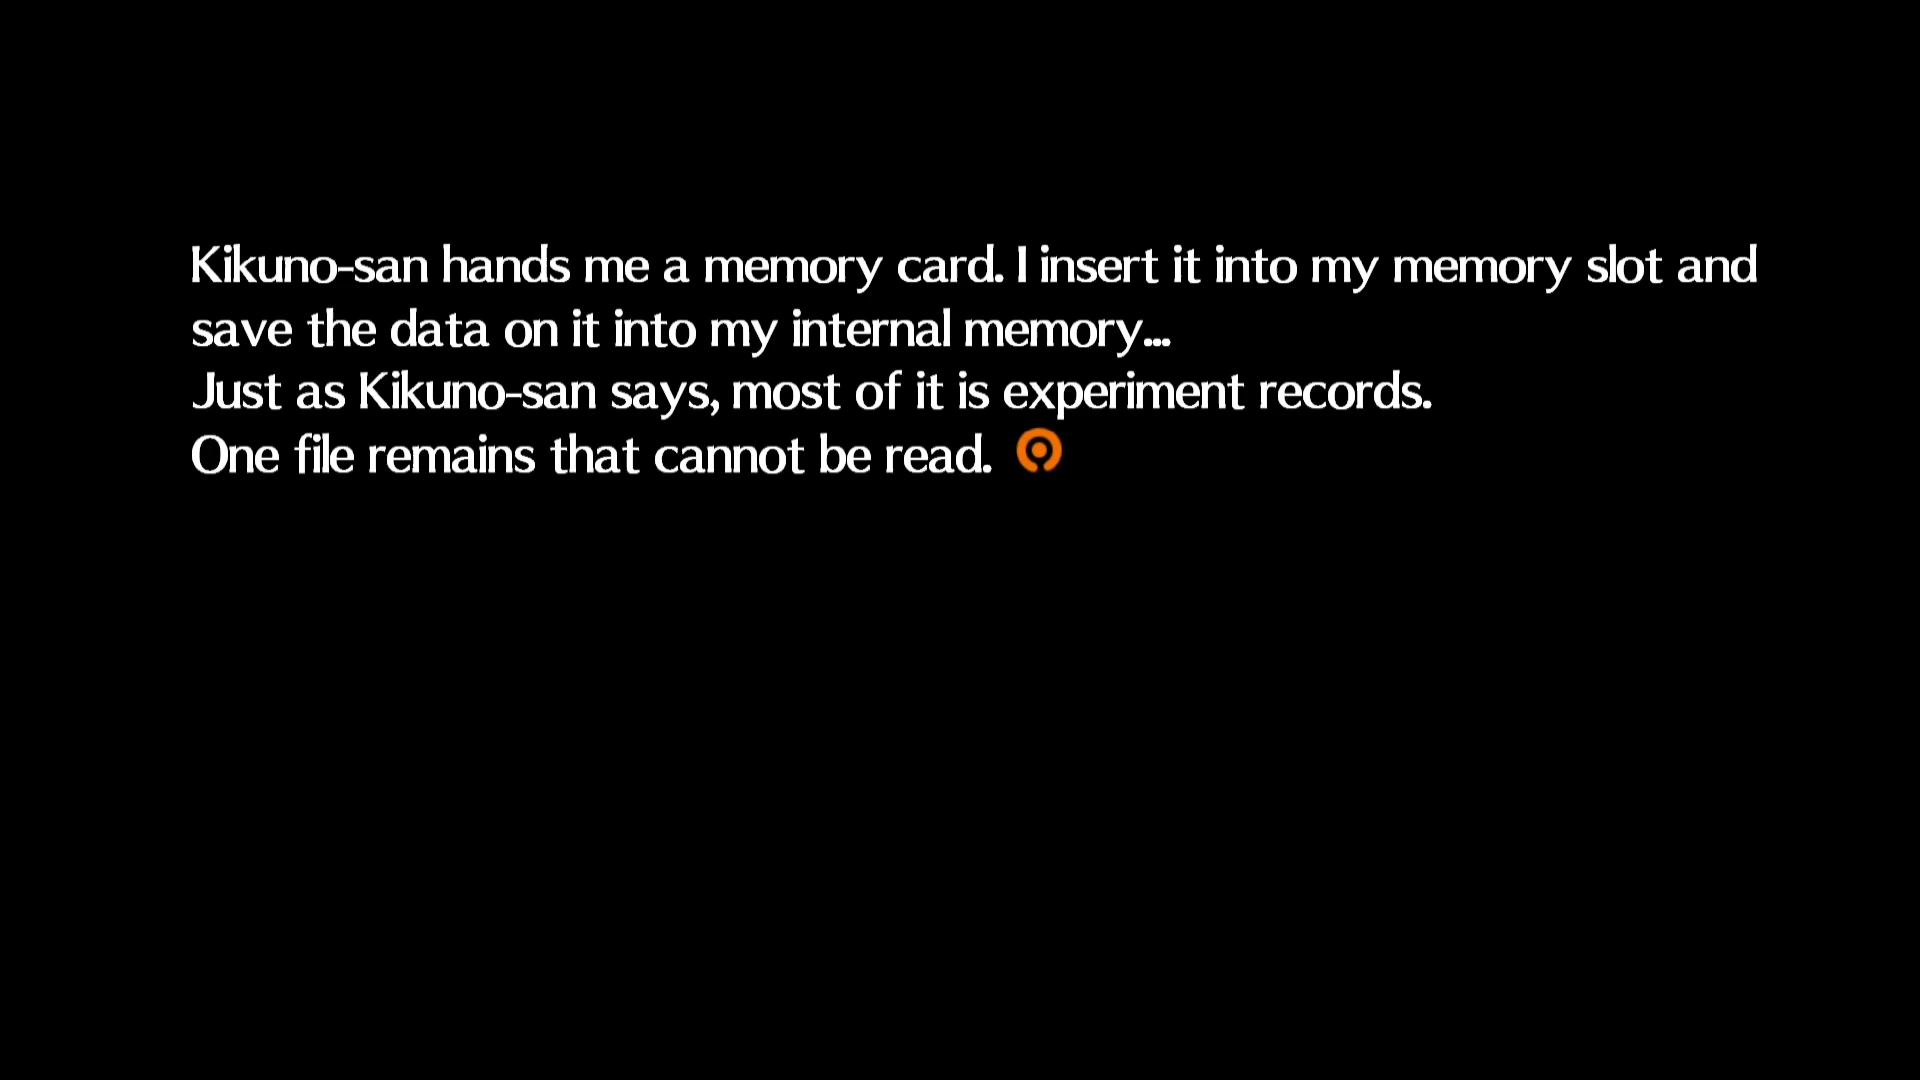 Kikuno-san hands me a memory card. I insert it into my memory slot and
save the data on it into my internal memory...
Just as Kikuno-san says, most of it is experiment records.
One file remains that cannot be read.